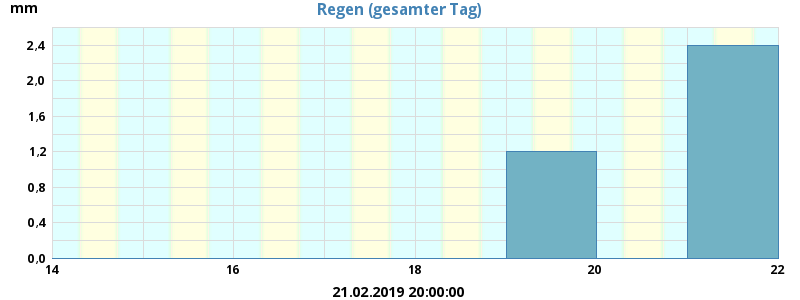 mm
Regen (gesamter Tag)
2,4
2,0
1,6
1,2
0,8
0,4
0,0
14 16 18 20 22
21.02.2019 20:00:00